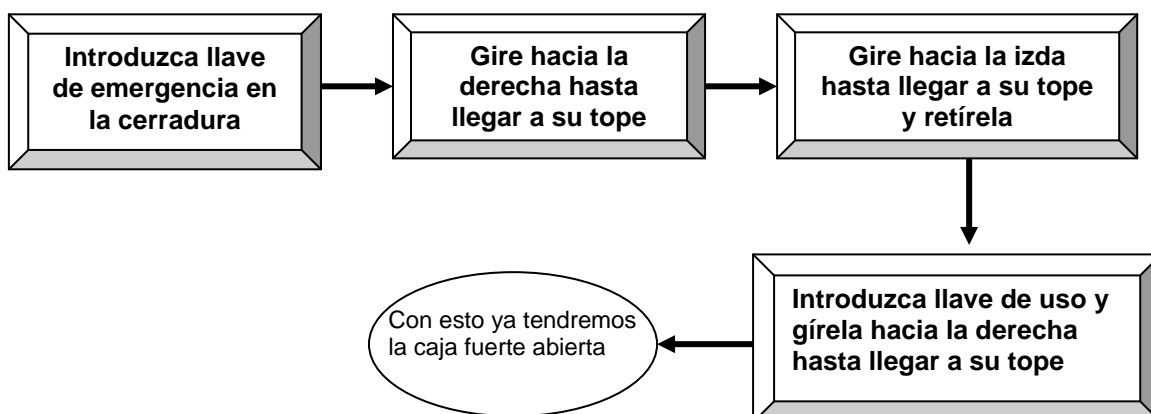 Introduzca llave
de emergencia en
la cerradura
Gire hacia la
derecha hasta
llegar a su tope
Gire hacia la izda
hasta llegar a su tope
y retírela
Introduzca llave de uso y
gírela hacia la derecha
hasta llegar a su tope
Con esto ya tendremos
la caja fuerte abierta